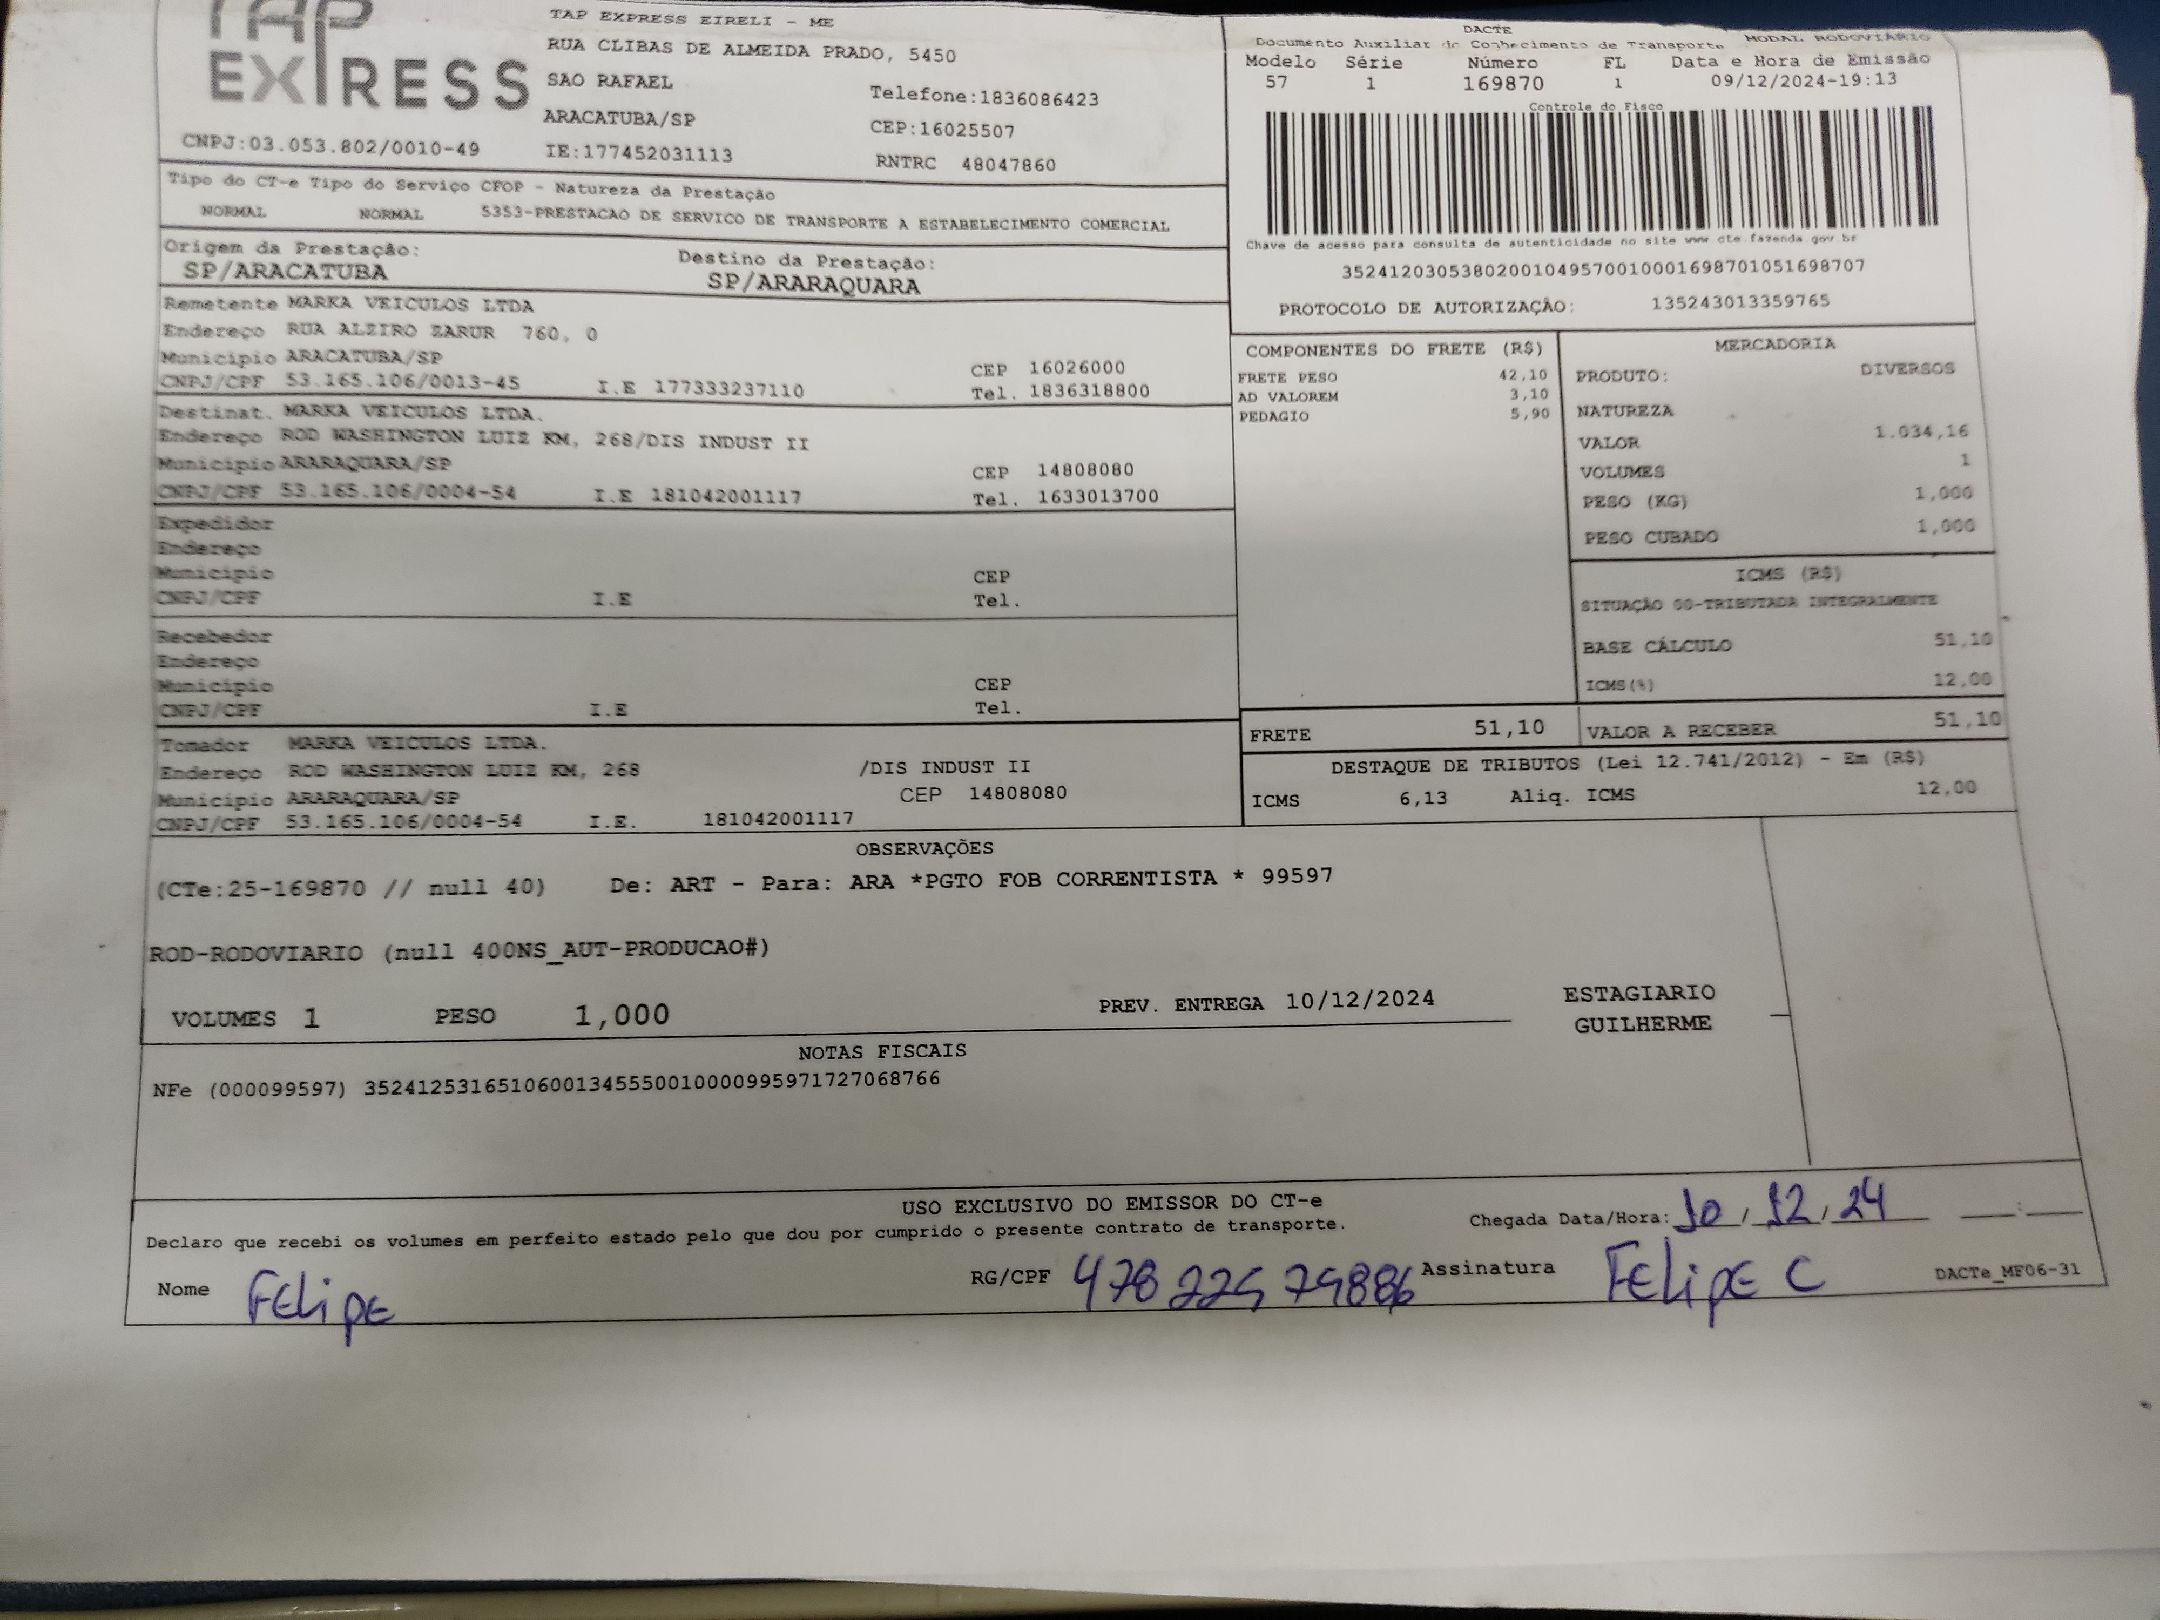 TAP
EXPRESS
TAP EXPRESS EIRELI - ME
RUA CLIBAS DE ALMEIDA PRADO, 5450
SAO RAFAEL
Telefone:1836086423
ARACATUBA/SP
CEP:16025507
CNPJ:03.053.802/0010-49
IE:177452031113
RNTRC 48047860
DACTE
Documento Auxiliar do Conhecimento de Transporte
MODAL RODOVIÁRIO
Modelo Série Número FL Data e Hora de Emissão
57 1 169870 1 09/12/2024-19:13
Controle do Fisco
Chave de acesso para consulta de autenticidade no site www.cte.fazenda.gov.br
35241203053802001049570010001698701051698707
PROTOCOLO DE AUTORIZAÇÃO: 135243013359765
Tipo do CT-e Tipo do Serviço CFOP - Natureza da Prestação
NORMAL NORMAL 5353-PRESTACAO DE SERVICO DE TRANSPORTE A ESTABELECIMENTO COMERCIAL
Origem da Prestação: Destino da Prestação:
SP/ARACATUBA SP/ARARAQUARA
Remetente MARKA VEICULOS LTDA
Endereço RUA ALZIRO ZARUR 760, 0
Município ARACATUBA/SP CEP 16026000
CNPJ/CPF 53.165.106/0013-45 I.E 177333237110 Tel. 1836318800
Destinat. MARKA VEICULOS LTDA.
Endereço ROD WASHINGTON LUIZ KM, 268/DIS INDUST II
Município ARARAQUARA/SP CEP 14808080
CNPJ/CPF 53.165.106/0004-54 I.E 181042001117 Tel. 1633013700
Expedidor
Endereço
Município CEP
CNPJ/CPF I.E Tel.
Recebedor
Endereço
Município CEP
CNPJ/CPF I.E Tel.
Tomador MARKA VEICULOS LTDA.
Endereço ROD WASHINGTON LUIZ KM, 268 /DIS INDUST II
Município ARARAQUARA/SP CEP 14808080
CNPJ/CPF 53.165.106/0004-54 I.E. 181042001117
COMPONENTES DO FRETE (R$)
FRETE PESO 42,10
AD VALOREM 3,10
PEDAGIO 5,90
MERCADORIA
PRODUTO: DIVERSOS
NATUREZA
VALOR 1.034,16
VOLUMES 1
PESO (KG) 1,000
PESO CUBADO 1,000
ICMS (R$)
SITUAÇÃO 00-TRIBUTADA INTEGRALMENTE
BASE CÁLCULO 51,10
ICMS(%) 12,00
FRETE 51,10 VALOR A RECEBER 51,10
DESTAQUE DE TRIBUTOS (Lei 12.741/2012) - Em (R$)
ICMS 6,13 Aliq. ICMS 12,00
OBSERVAÇÕES
(CTe:25-169870 // null 40) De: ART - Para: ARA *PGTO FOB CORRENTISTA * 99597
ROD-RODOVIARIO (null 400NS_AUT-PRODUCAO#)
VOLUMES 1 PESO 1,000 PREV. ENTREGA 10/12/2024
ESTAGIARIO
GUILHERME
NOTAS FISCAIS
NFe (000099597) 35241253165106001345550010000995971727068766
USO EXCLUSIVO DO EMISSOR DO CT-e
Declaro que recebi os volumes em perfeito estado pelo que dou por cumprido o presente contrato de transporte.
Chegada Data/Hora: 10/12/24 :
Nome Felipe RG/CPF 47822579886 Assinatura Felipe C
DACTe_MF06-31